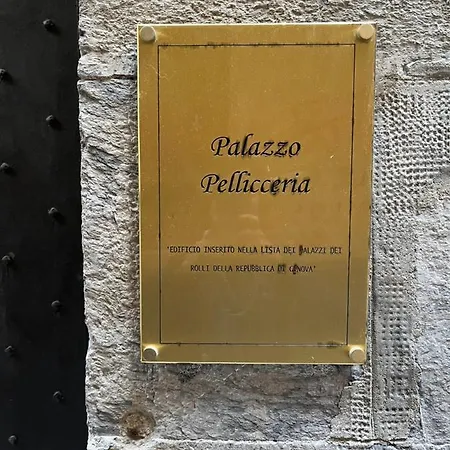 Palazzo
Pellicceria
"EDIFICIO INSERITO NELLA LISTA DEI PALAZZI DEI
ROLLI DELLA REPUBBLICA DI GENOVA"